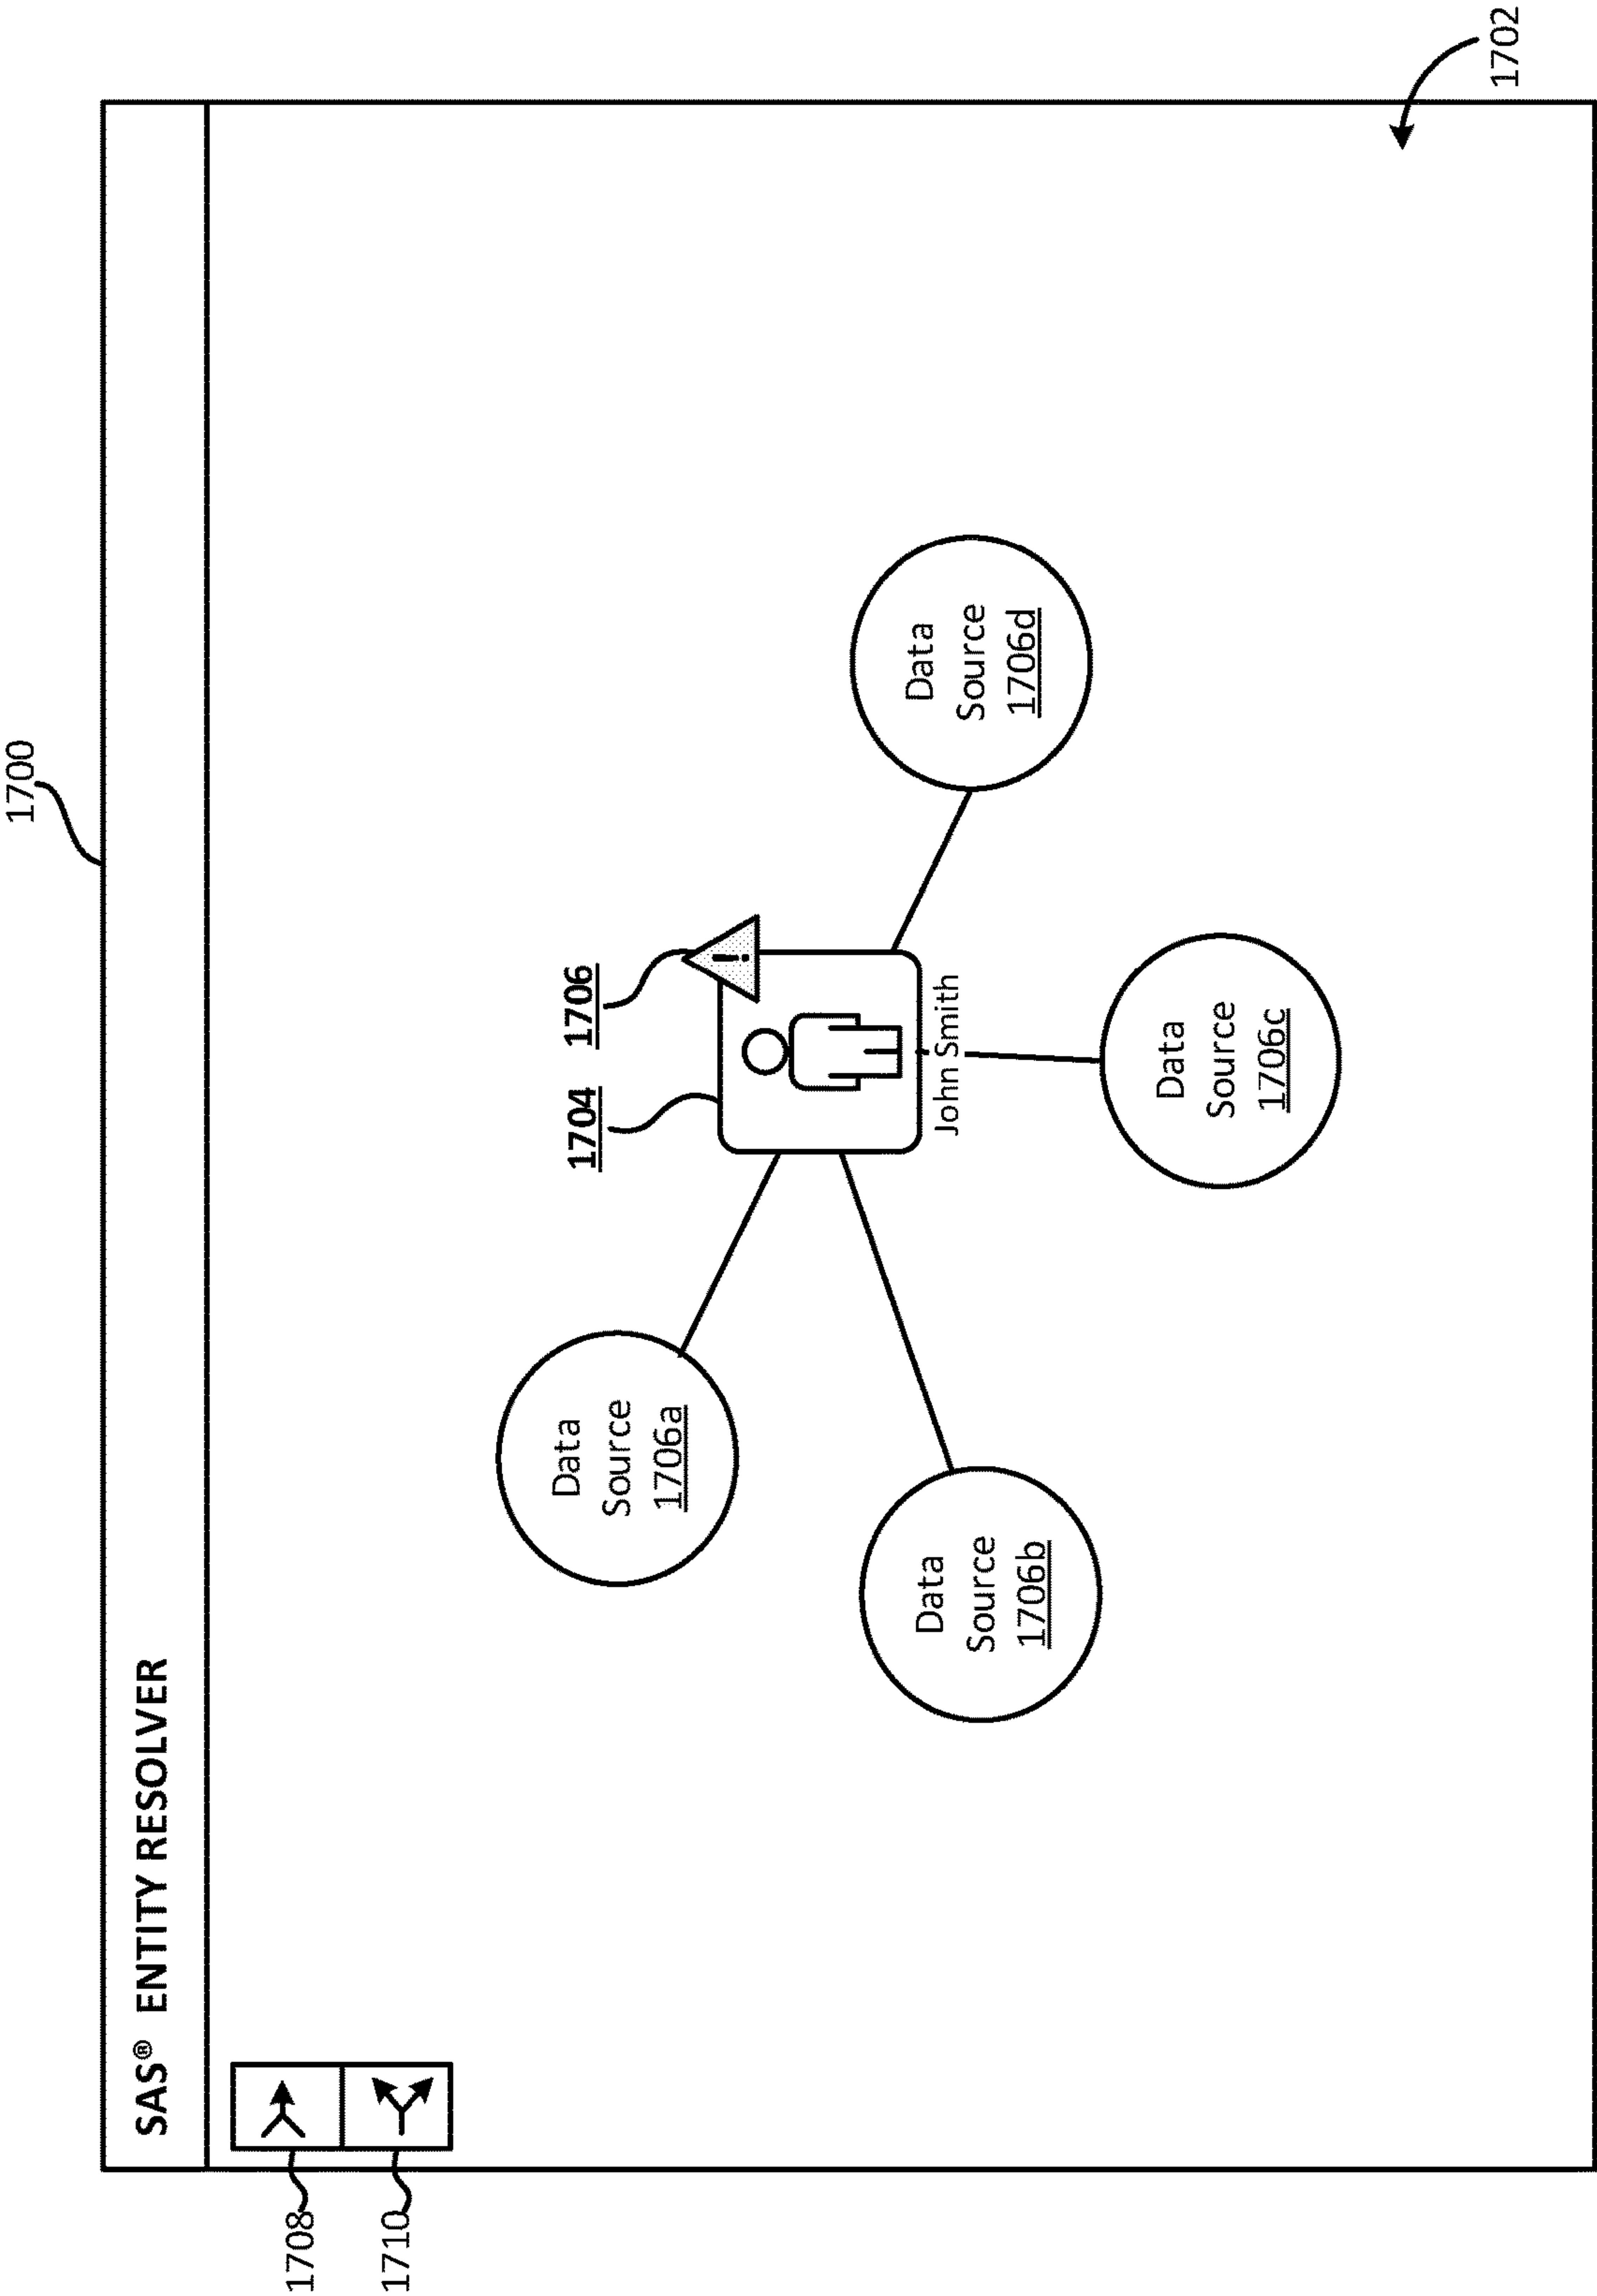 1700
SAS® ENTITY RESOLVER
1708
1710
1704
1706
John Smith
Data
Source
1706a
Data
Source
1706b
Data
Source
1706c
Data
Source
1706d
1702